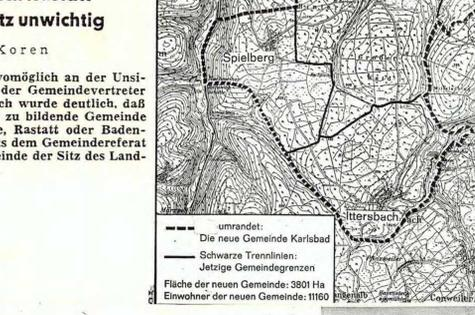 tz unwichtig
Koren
vomöglich an der Unsi-
der Gemeindevertreter
ch wurde deutlich, daß
zu bildende Gemeinde
e, Rastatt oder Baden-
ts dem Gemeindereferat
einde der Sitz des Land-
Spielberg
Ittersbach
umrandet:
Die neue Gemeinde Karlsbad
Schwarze Trennlinien:
Jetzige Gemeindegrenzen
Fläche der neuen Gemeinde: 3801 Ha
Einwohner der neuen Gemeinde: 11160